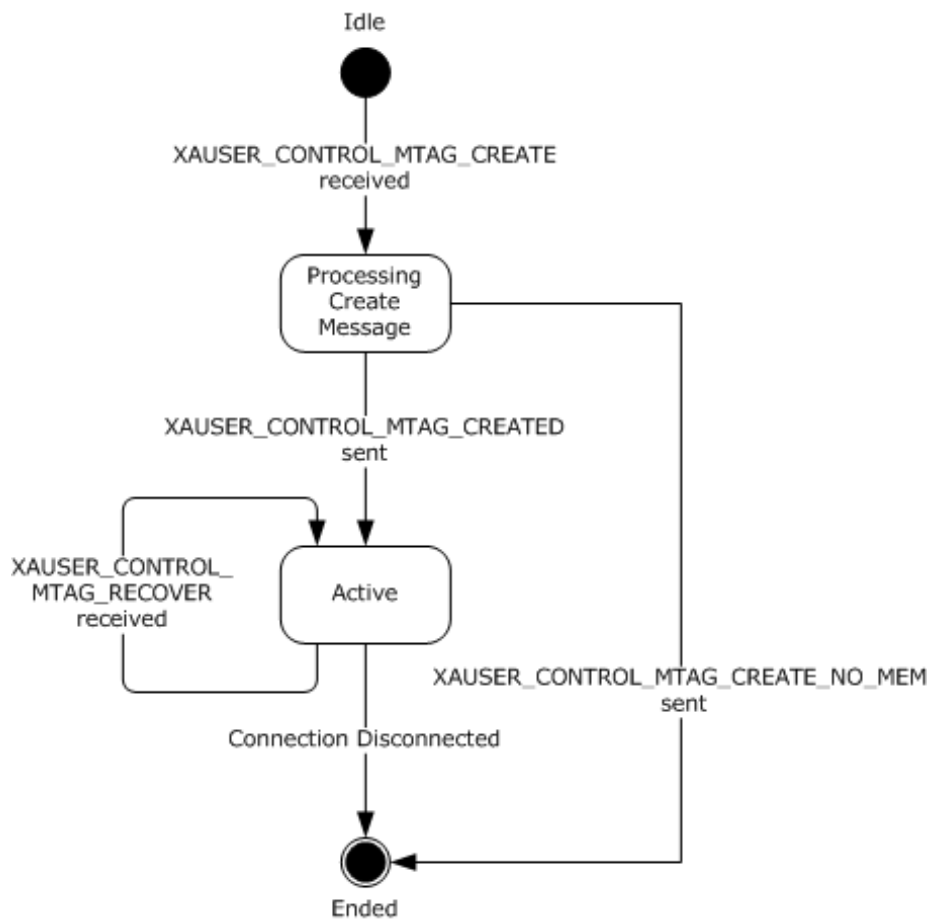 Idle
XAUSER_CONTROL_MTAG_CREATE
received
Processing
Create
Message
XAUSER_CONTROL_MTAG_CREATED
sent
XAUSER_CONTROL_
MTAG_RECOVER
received
Active
XAUSER_CONTROL_MTAG_CREATE_NO_MEM
sent
Connection Disconnected
Ended